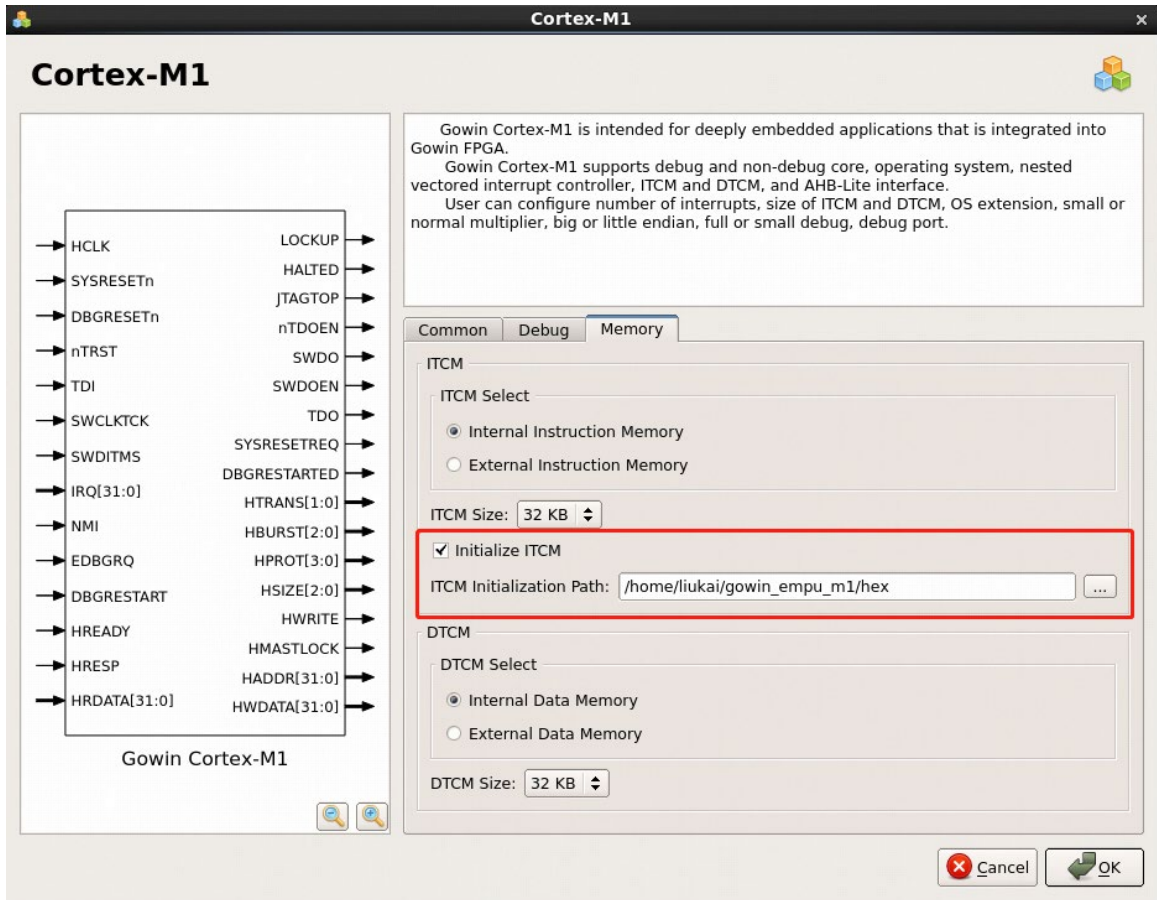 Cortex-M1
Cortex-M1
HCLK
SYSRESETn
DBGRESETn
nTRST
TDI
SWCLKTCK
SWDITMS
IRQ[31:0]
NMI
EDBGRQ
DBGRESTART
HREADY
HRESP
HRDATA[31:0]
LOCKUP
HALTED
JTAGTOP
nTDOEN
SWDO
SWDOEN
TDO
SYSRESETREQ
DBGRESTARTED
HTRANS[1:0]
HBURST[2:0]
HPROT[3:0]
HSIZE[2:0]
HWRITE
HMASTLOCK
HADDR[31:0]
HWDATA[31:0]
Gowin Cortex-M1
Gowin Cortex-M1 is intended for deeply embedded applications that is integrated into
Gowin FPGA.
Gowin Cortex-M1 supports debug and non-debug core, operating system, nested
vectored interrupt controller, ITCM and DTCM, and AHB-Lite interface.
User can configure number of interrupts, size of ITCM and DTCM, OS extension, small or
normal multiplier, big or little endian, full or small debug, debug port.
Common Debug Memory
ITCM
ITCM Select
Internal Instruction Memory
External Instruction Memory
ITCM Size: 32 KB
Initialize ITCM
ITCM Initialization Path: /home/liukai/gowin_empu_m1/hex ...
DTCM
DTCM Select
Internal Data Memory
External Data Memory
DTCM Size: 32 KB
Cancel OK